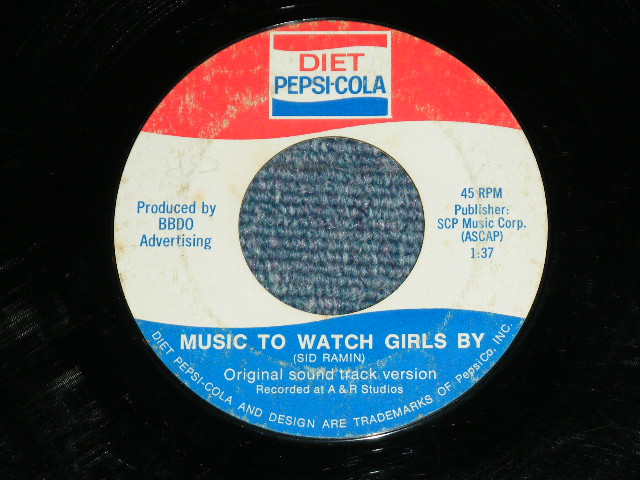 DIET
PEPSI-COLA
Produced by
BBDO
Advertising
45 RPM
Publisher:
SCP Music Corp.
(ASCAP)
1:37
MUSIC TO WATCH GIRLS BY
(SID RAMIN)
Original sound track version
Recorded at A & R Studios
DIET PEPSI-COLA AND DESIGN ARE TRADEMARKS OF PepsiCo. INC.